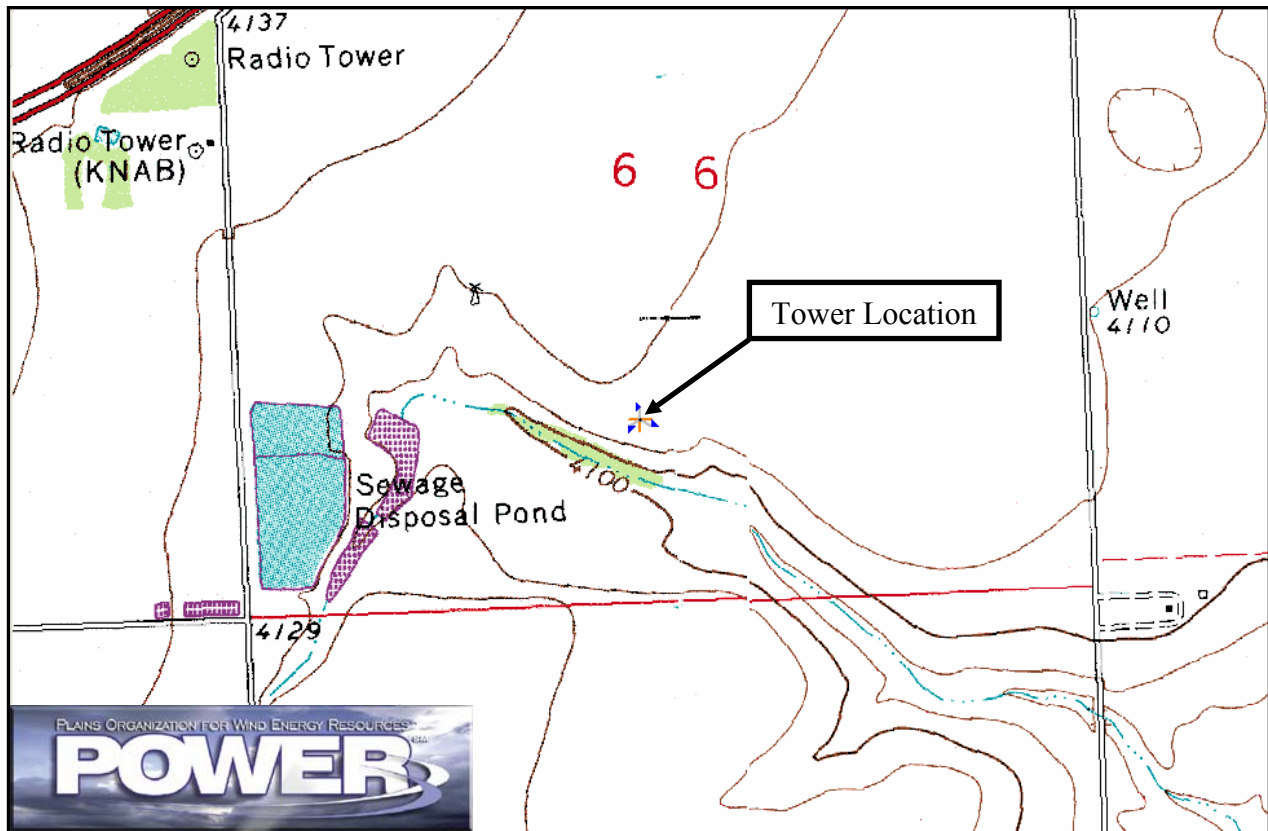 4137
Radio Tower
Radio Tower
(KNAB)
6 6
Tower Location
Well
4110
4100
Sewage
Disposal Pond
4129
PLAINS ORGANIZATION FOR WIND ENERGY RESOURCES
POWER
SM